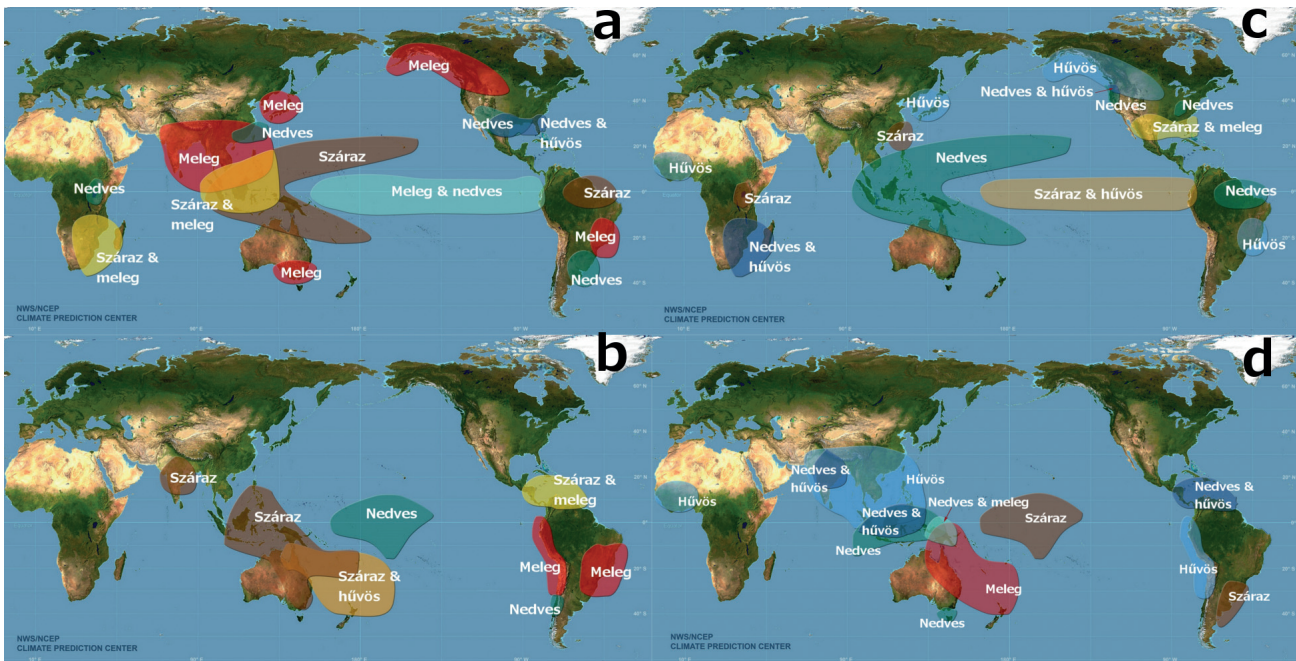 a
Meleg
Meleg
Nedves
Nedves
Nedves &
hűvös
Meleg
Száraz
Nedves
Száraz &
meleg
Meleg & nedves
Száraz
Száraz &
meleg
Meleg
Meleg
Nedves
NWS/NCEP
CLIMATE PREDICTION CENTER
c
Hűvös
Nedves & hűvös
Hűvös
Nedves
Nedves
Száraz
Száraz & meleg
Nedves
Hűvös
Száraz
Száraz & hűvös
Nedves
Nedves &
hűvös
Hűvös
NWS/NCEP
CLIMATE PREDICTION CENTER
b
Száraz
Száraz &
meleg
Száraz
Nedves
Meleg
Száraz &
hűvös
Meleg
Nedves
NWS/NCEP
CLIMATE PREDICTION CENTER
d
Nedves &
hűvös
Hűvös
Hűvös
Nedves & meleg
Nedves &
hűvös
Nedves &
hűvös
Száraz
Nedves
Hűvös
Meleg
Száraz
Nedves
NWS/NCEP
CLIMATE PREDICTION CENTER